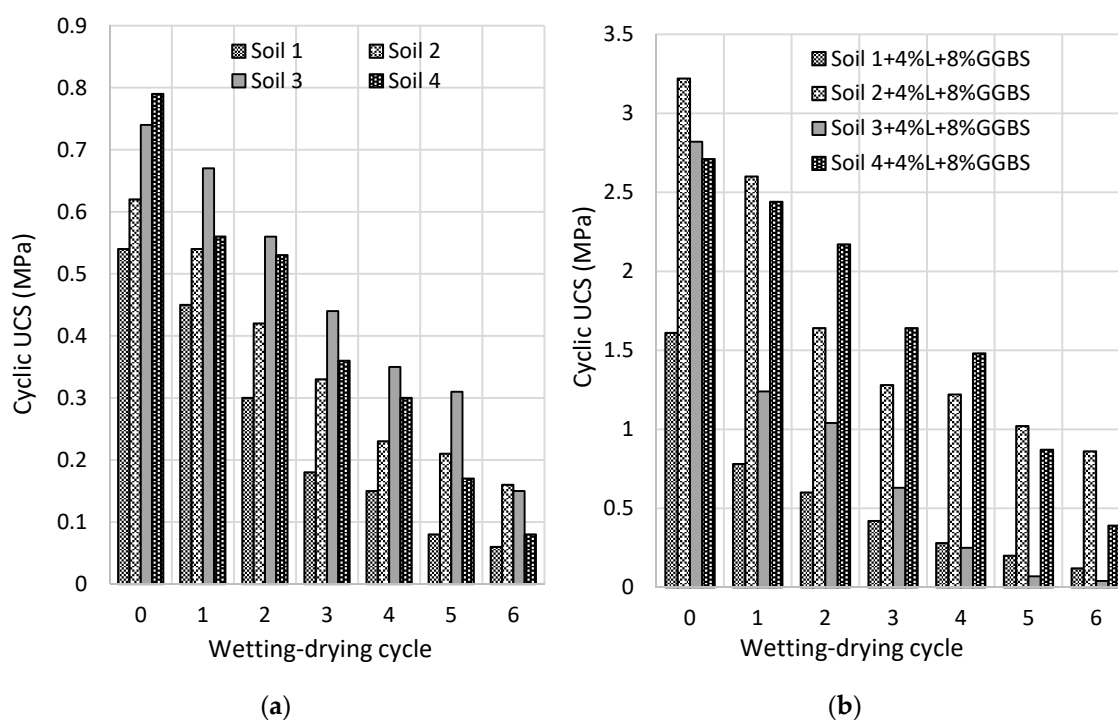 Cyclic UCS (MPa)
0.9
0.8
0.7
0.6
0.5
0.4
0.3
0.2
0.1
0
Soil 1 Soil 2
Soil 3 Soil 4
0 1 2 3 4 5 6
Wetting-drying cycle
(a)
Cyclic UCS (MPa)
3.5
3
2.5
2
1.5
1
0.5
0
Soil 1+4%L+8%GGBS
Soil 2+4%L+8%GGBS
Soil 3+4%L+8%GGBS
Soil 4+4%L+8%GGBS
0 1 2 3 4 5 6
Wetting-drying cycle
(b)